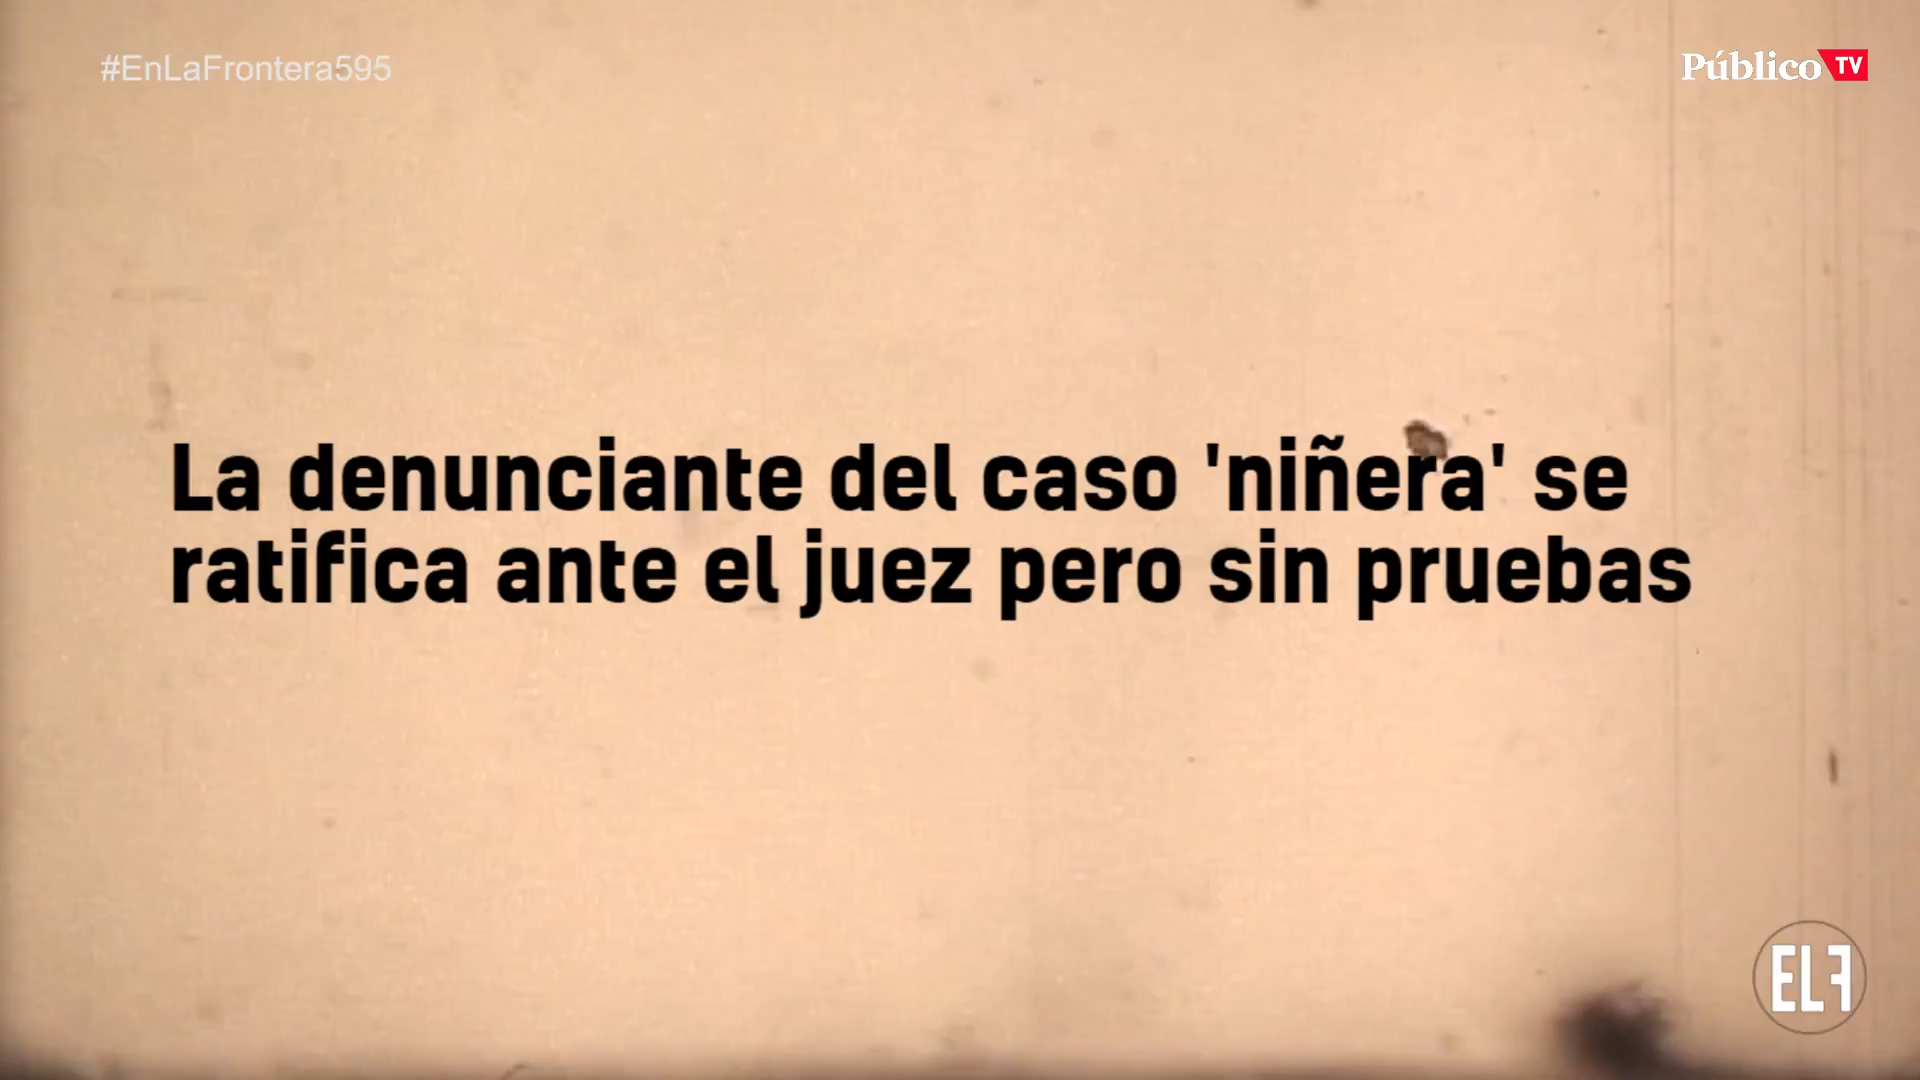 #EnLaFrontera595
Público TV
La denunciante del caso 'niñera' se
ratifica ante el juez pero sin pruebas
ELF